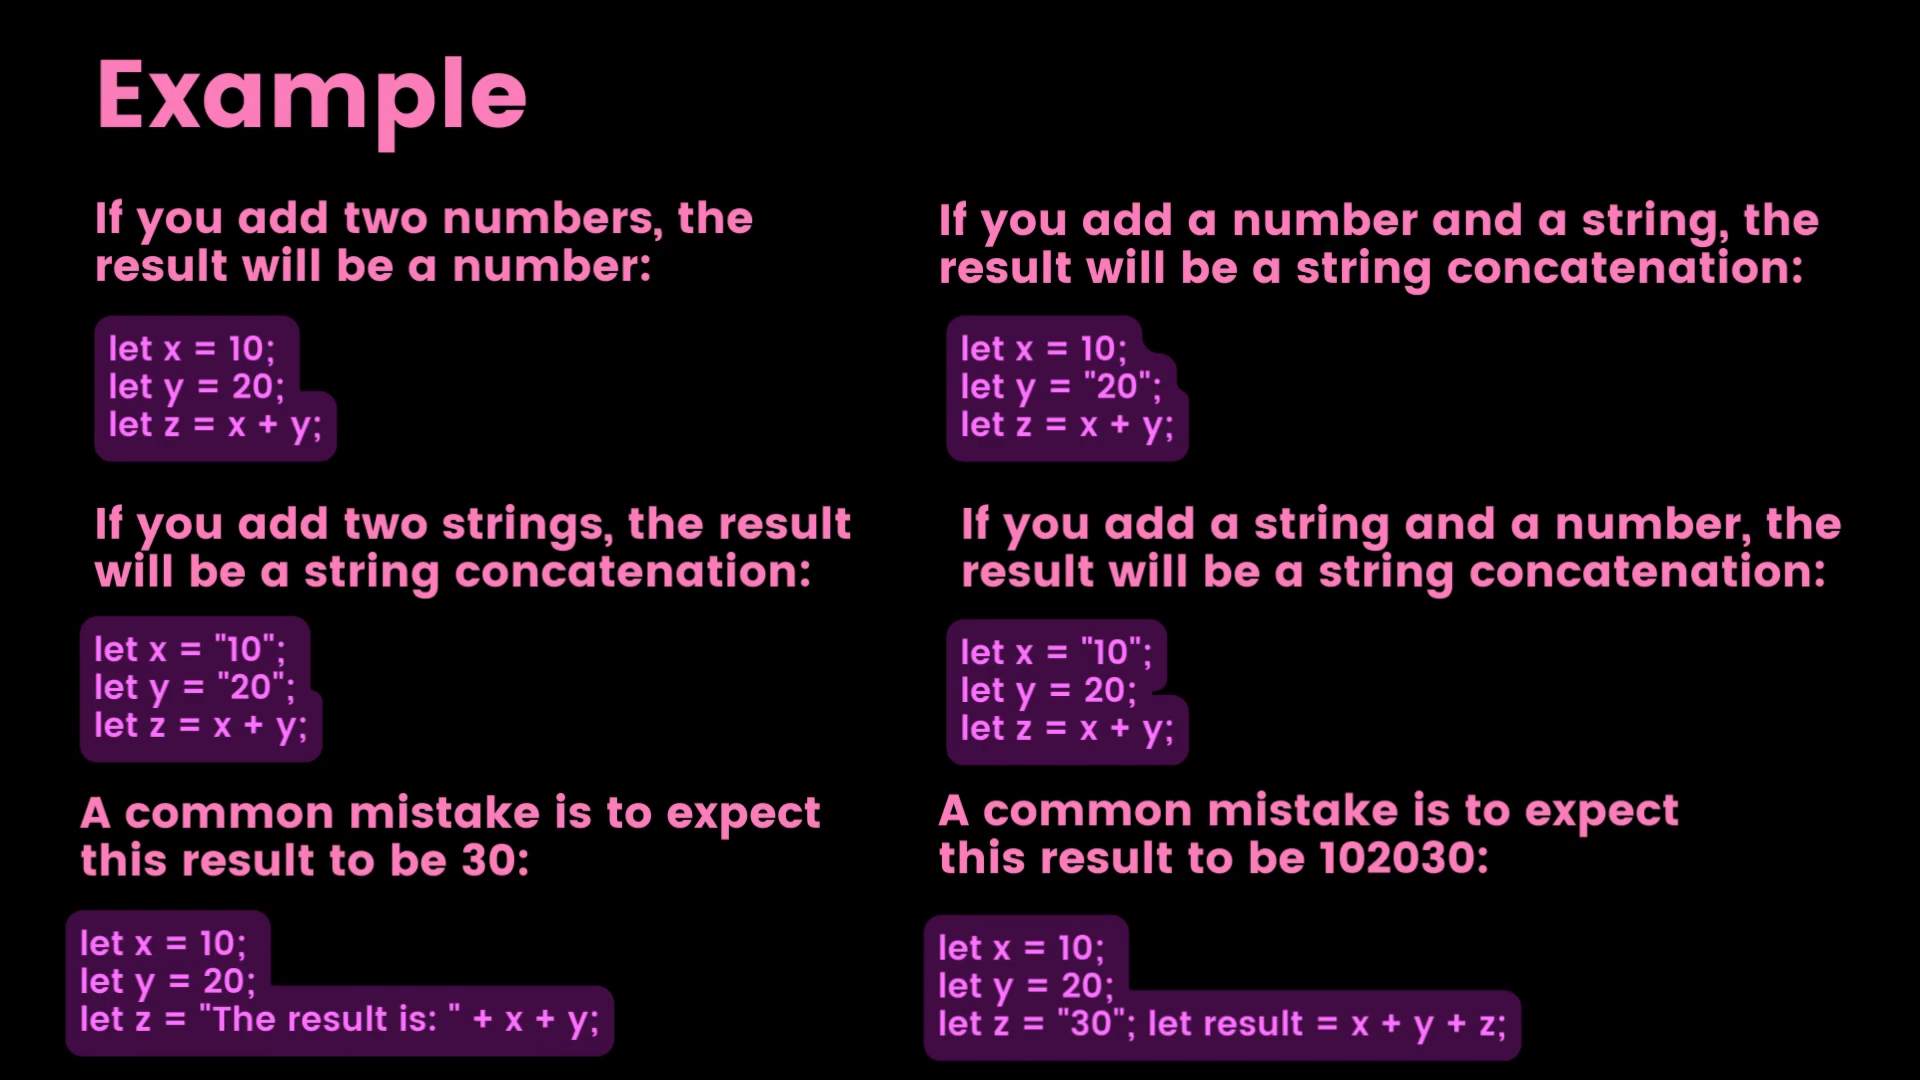 Example
If you add two numbers, the
result will be a number:
let x = 10;
let y = 20;
let z = x + y;
If you add a number and a string, the
result will be a string concatenation:
let x = 10;
let y = "20";
let z = x + y;
If you add two strings, the result
will be a string concatenation:
let x = "10";
let y = "20";
let z = x + y;
If you add a string and a number, the
result will be a string concatenation:
let x = "10";
let y = 20;
let z = x + y;
A common mistake is to expect
this result to be 30:
let x = 10;
let y = 20;
let z = "The result is: " + x + y;
A common mistake is to expect
this result to be 102030:
let x = 10;
let y = 20;
let z = "30"; let result = x + y + z;